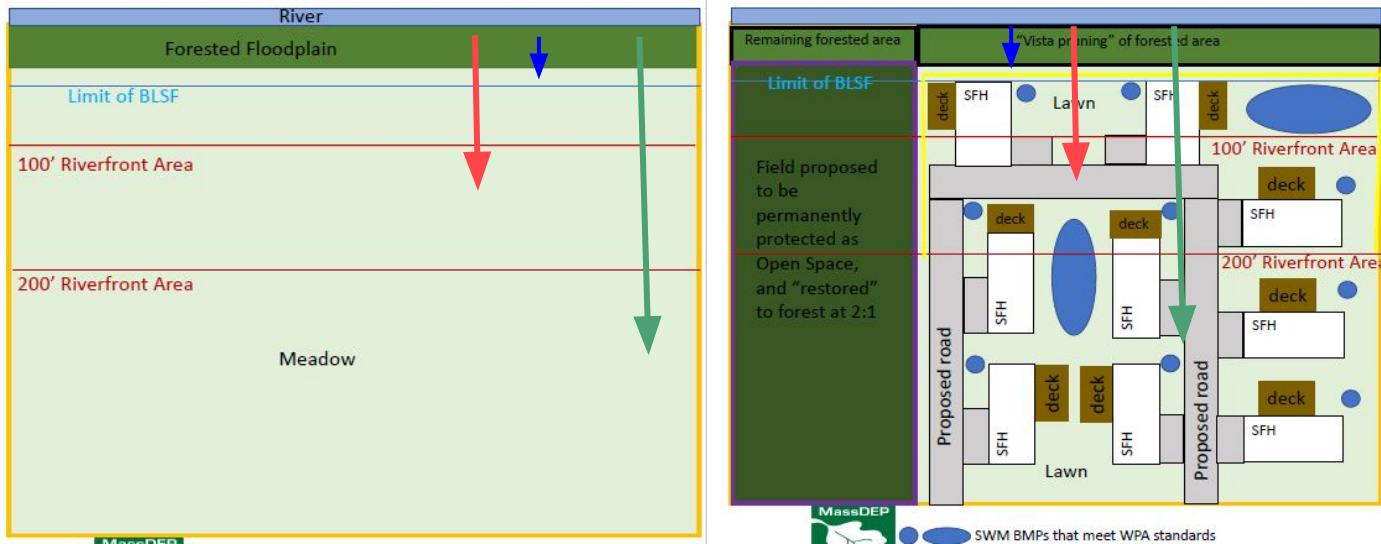 River
Forested Floodplain
Limit of BLSF
100' Riverfront Area
200' Riverfront Area
Meadow
MassDEP
Remaining forested area
"Vista pruning" of forested area
Limit of BLSF
deck
SFH
Lawn
SFH
deck
100' Riverfront Area
Field proposed
to be
permanently
protected as
Open Space,
and "restored"
to forest at 2:1
deck
SFH
deck
SFH
deck
SFH
200' Riverfront Area
deck
SFH
Proposed road
SFH
deck
deck
SFH
Proposed road
deck
SFH
Lawn
MassDEP
SWM BMPs that meet WPA standards